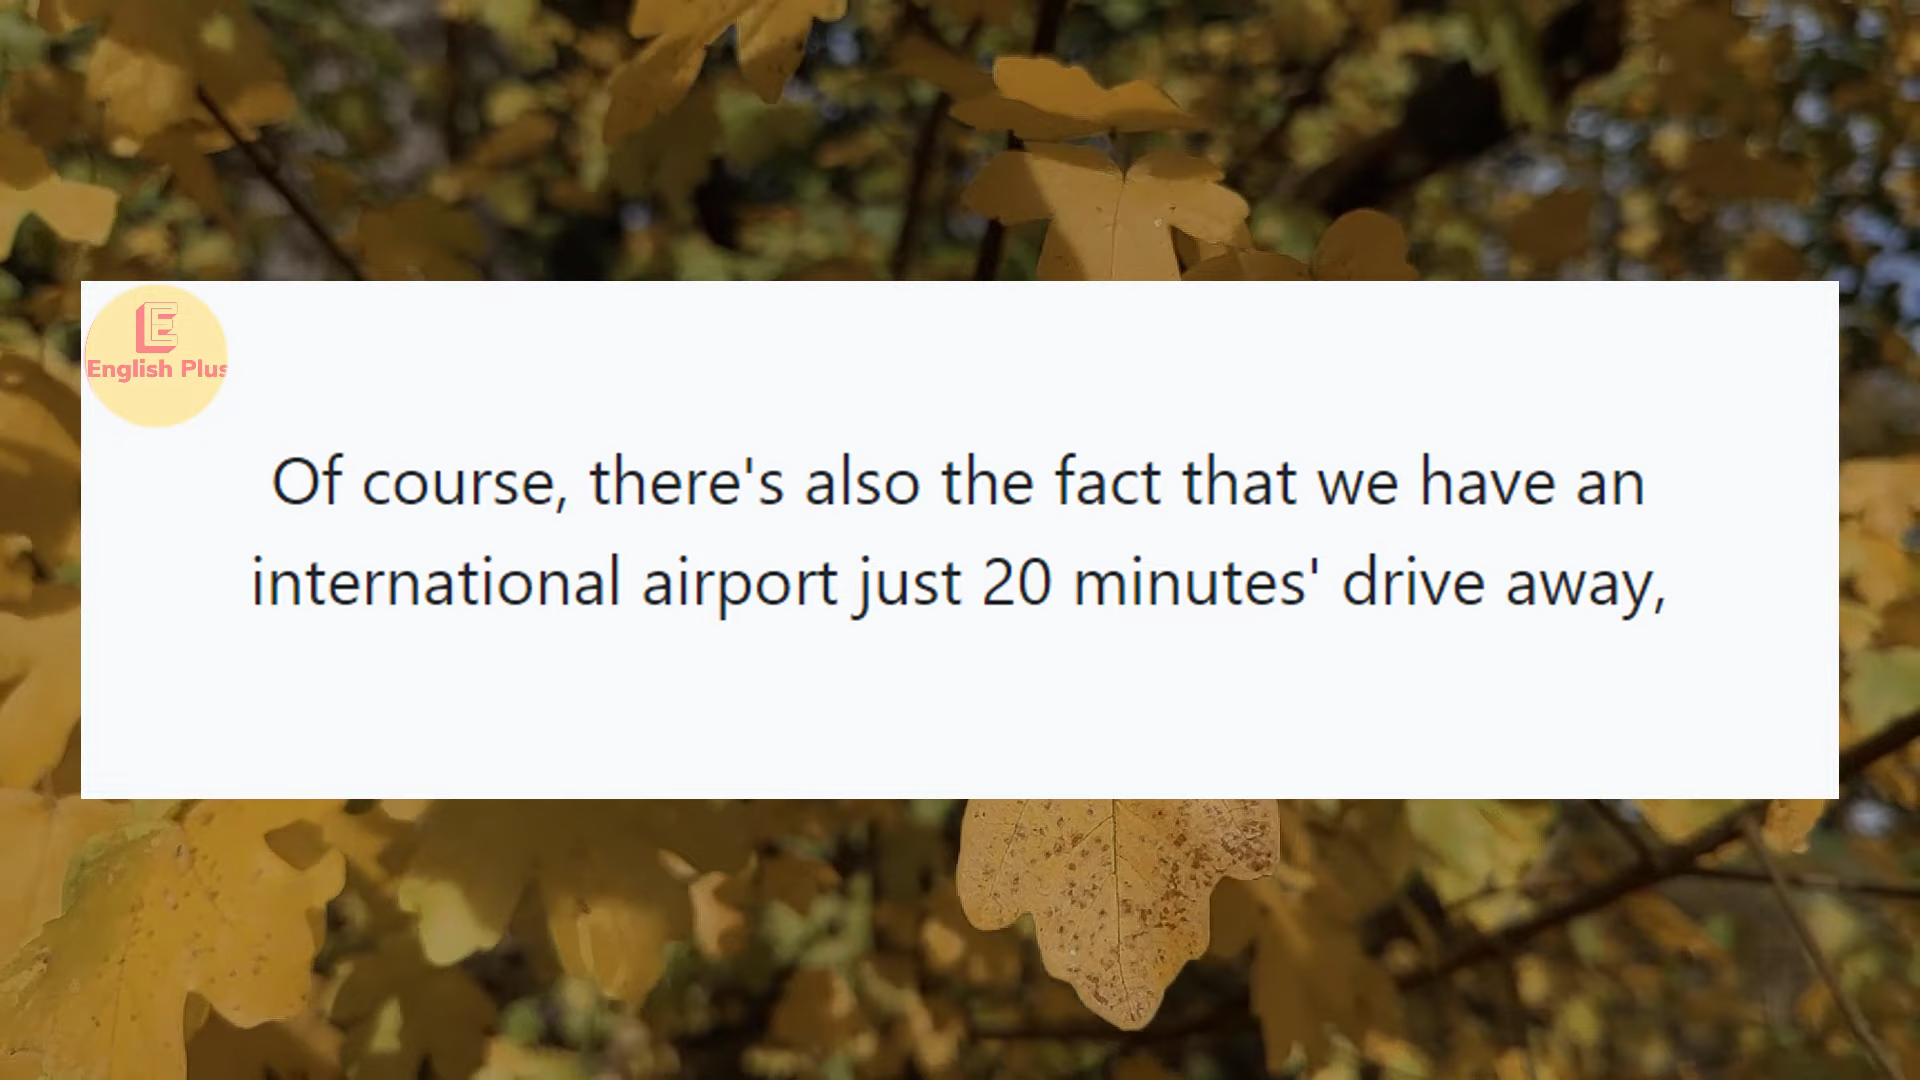 E
English Plus
Of course, there's also the fact that we have an
international airport just 20 minutes' drive away,